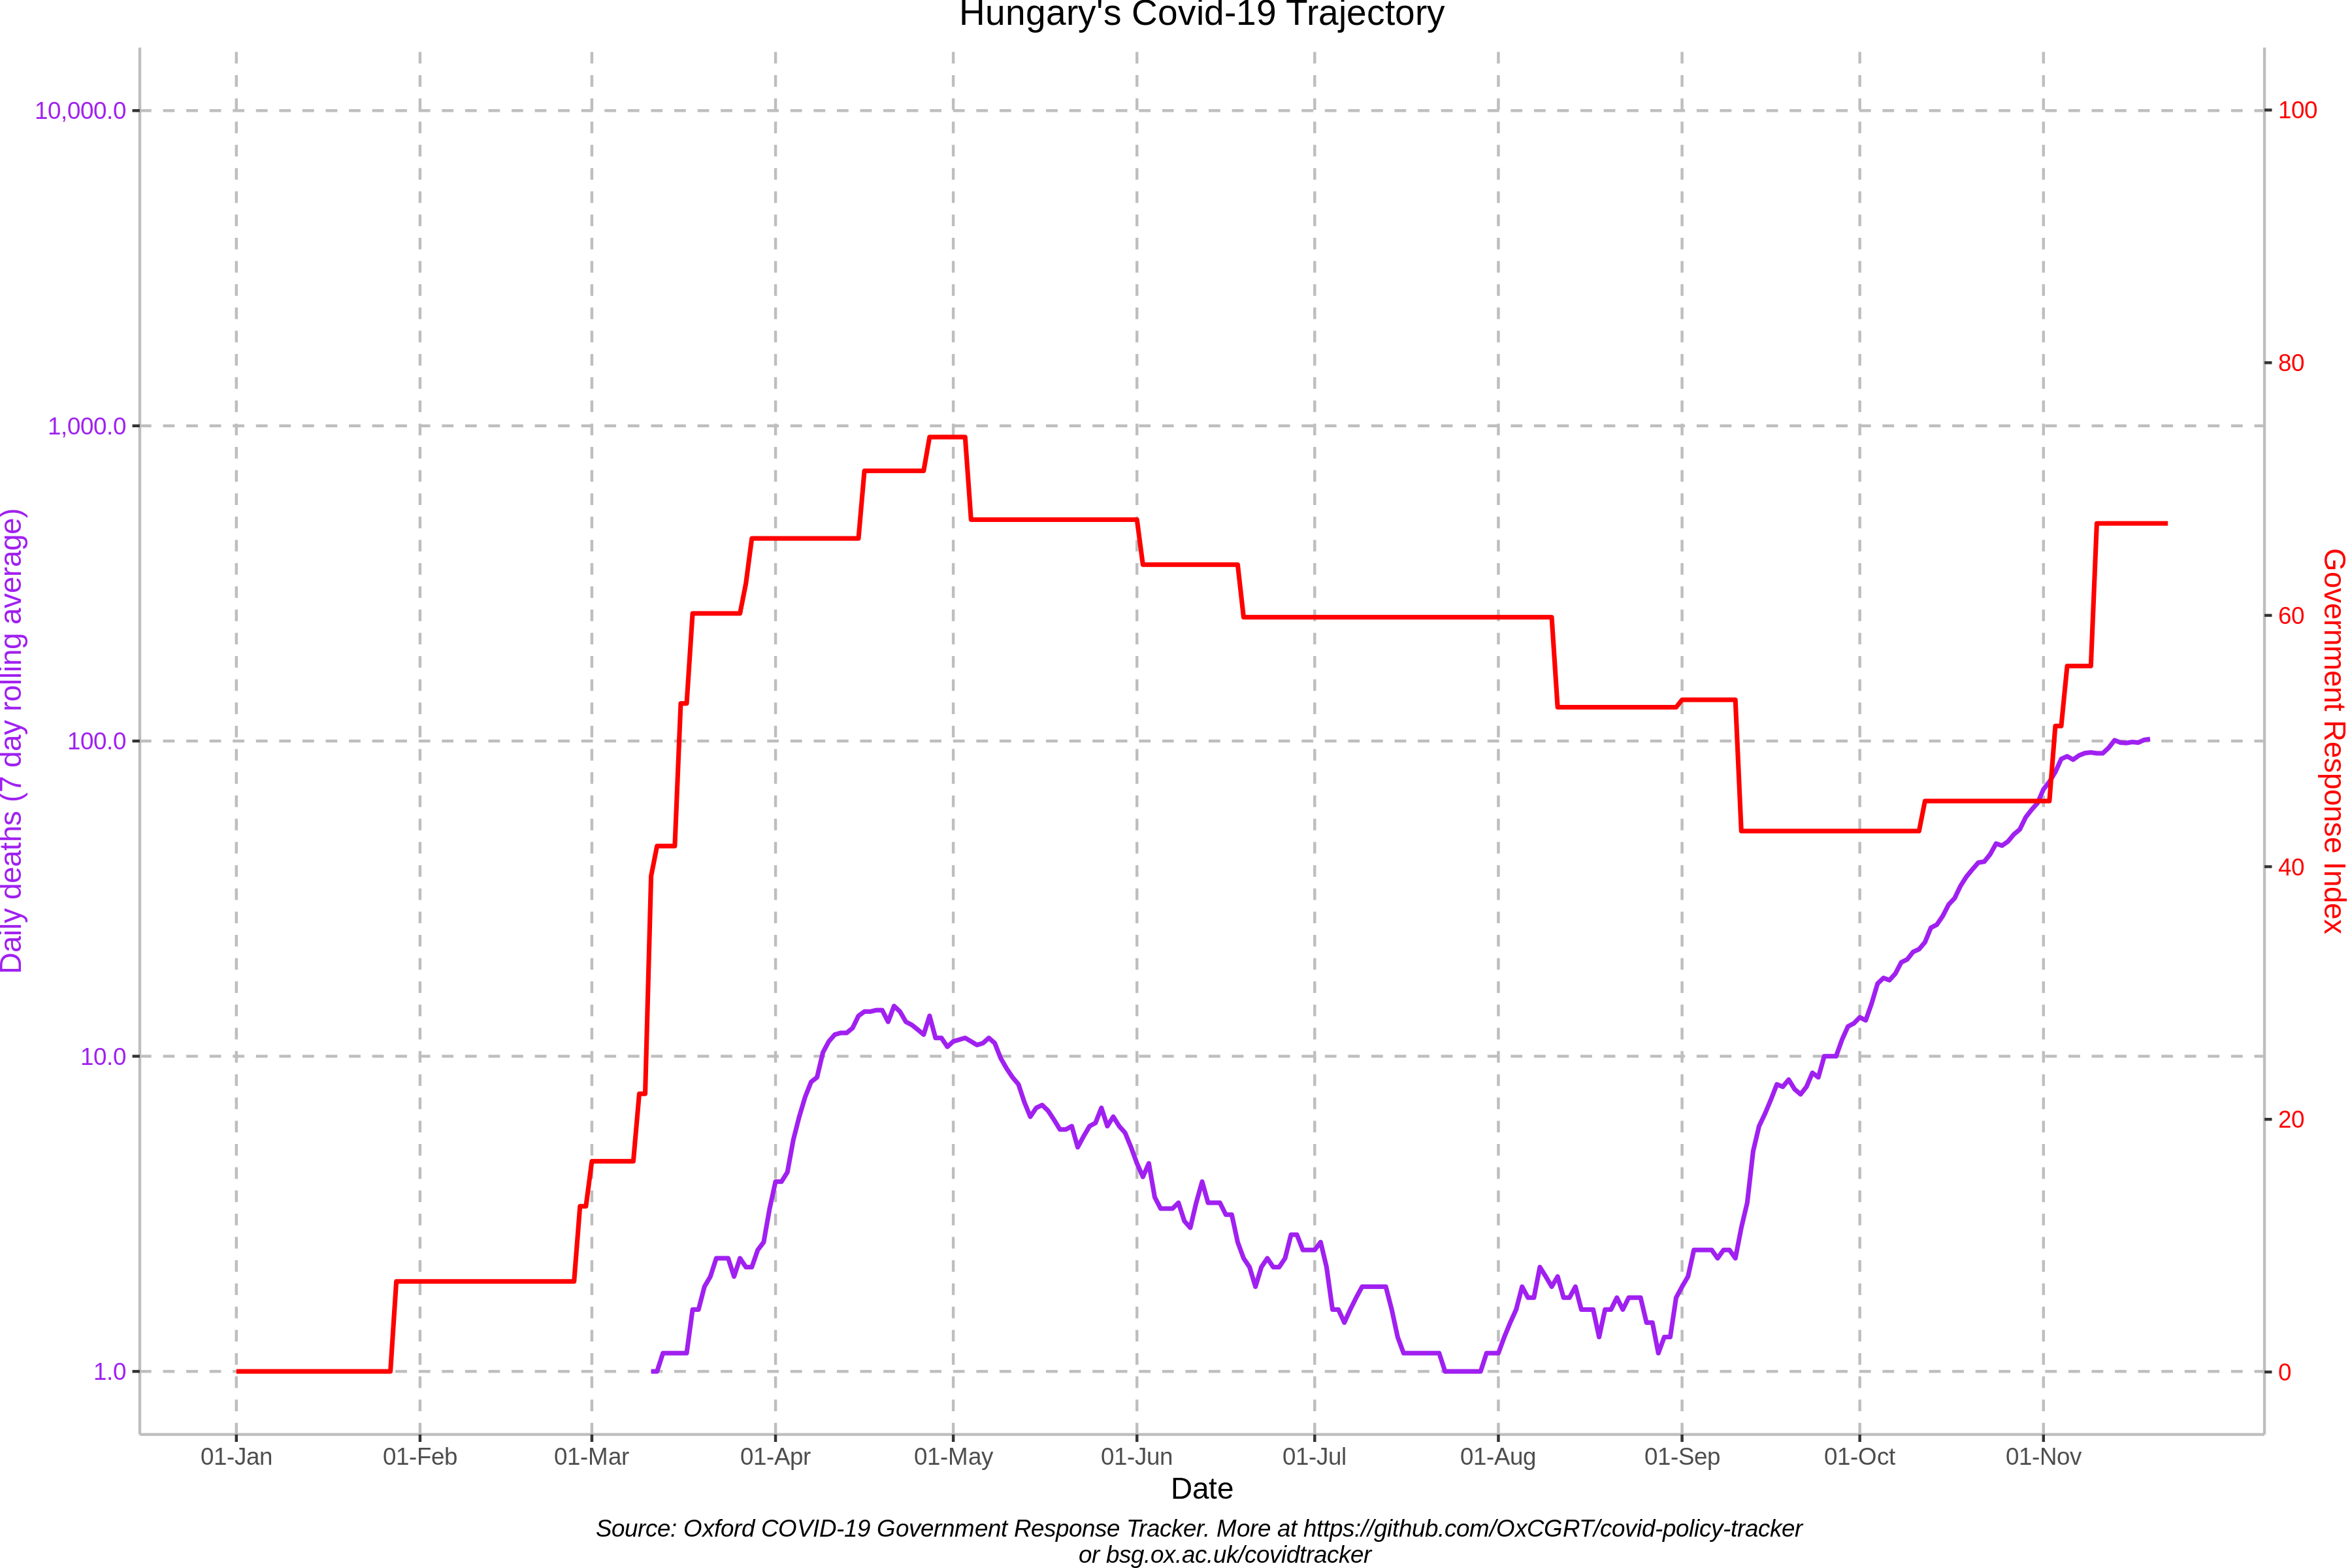 Hungary's Covid-19 Trajectory
10,000.0
1,000.0
100.0
10.0
1.0
Daily deaths (7 day rolling average)
100
80
60
40
20
0
Government Response Index
01-Jan
01-Feb
01-Mar
01-Apr
01-May
01-Jun
01-Jul
01-Aug
01-Sep
01-Oct
01-Nov
Date
Source: Oxford COVID-19 Government Response Tracker. More at https://github.com/OxCGRT/covid-policy-tracker
or bsg.ox.ac.uk/covidtracker